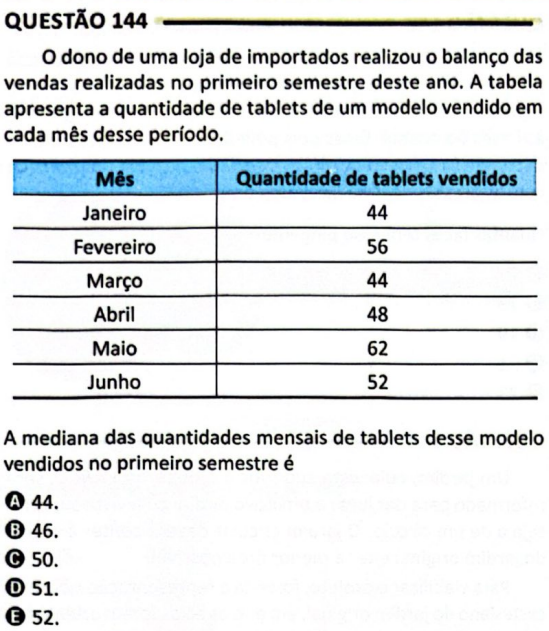 QUESTÃO 144
O dono de uma loja de importados realizou o balanço das
vendas realizadas no primeiro semestre deste ano. A tabela
apresenta a quantidade de tablets de um modelo vendido em
cada mês desse período.
Mês Quantidade de tablets vendidos
Janeiro 44
Fevereiro 56
Março 44
Abril 48
Maio 62
Junho 52
A mediana das quantidades mensais de tablets desse modelo
vendidos no primeiro semestre é
A 44.
B 46.
C 50.
D 51.
E 52.